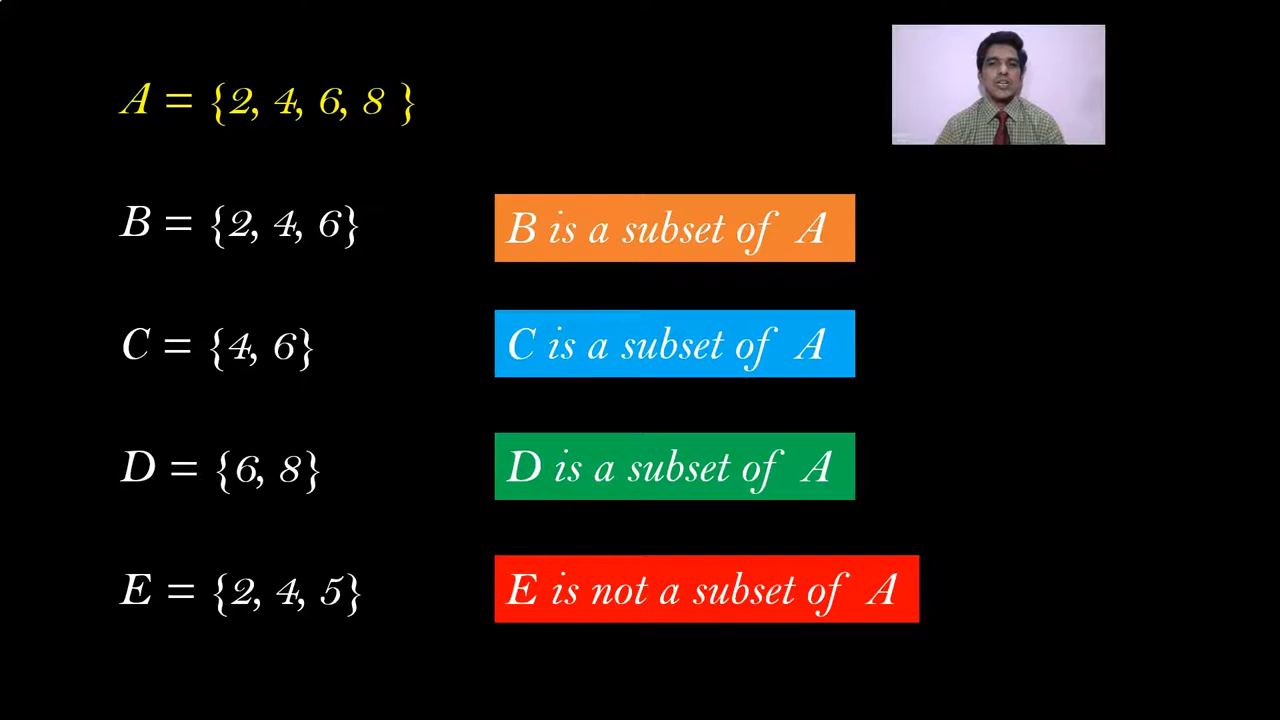 A = {2, 4, 6, 8 }
B = {2, 4, 6}
B is a subset of A
C = {4, 6}
C is a subset of A
D = {6, 8}
D is a subset of A
E = {2, 4, 5}
E is not a subset of A